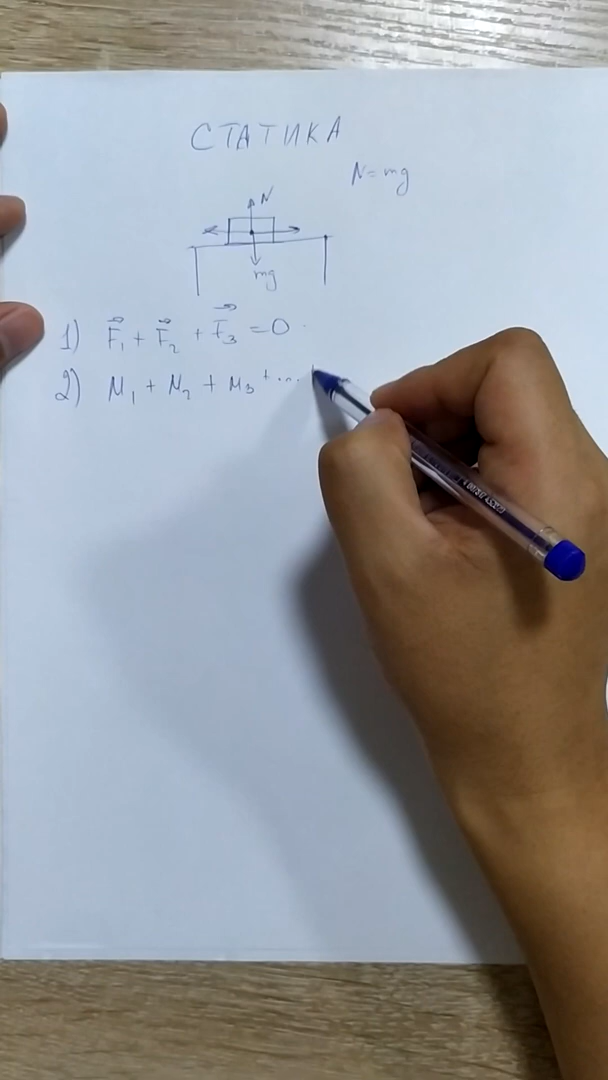 СТАТИКА
N = mg
N
mg
1) F⃗₁ + F⃗₂ + F⃗₃ = 0
2) M₁ + M₂ + M₃ + ...